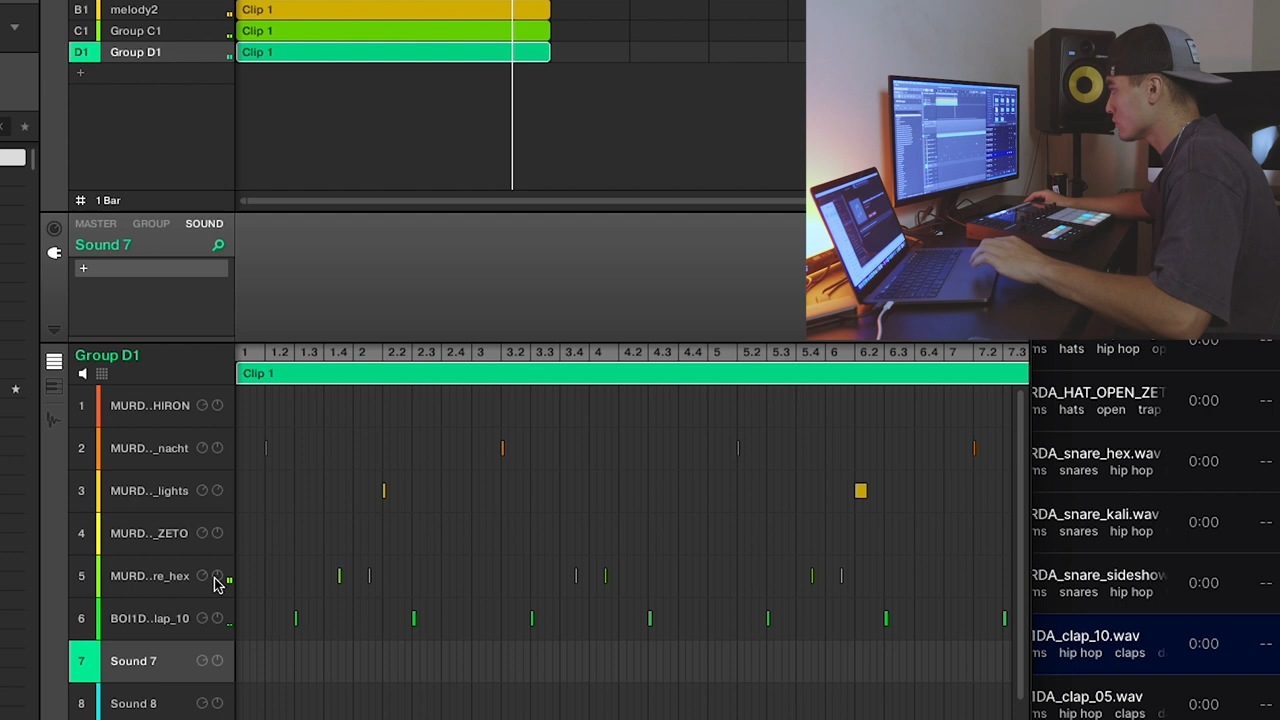 B1 melody2 Clip 1
C1 Group C1 Clip 1
D1 Group D1 Clip 1
+
# 1 Bar
MASTER GROUP SOUND
Sound 7
+
Group D1
1 1.2 1.3 1.4 2 2.2 2.3 2.4 3 3.2 3.3 3.4 4 4.2 4.3 4.4 5 5.2 5.3 5.4 6 6.2 6.3 6.4 7 7.2 7.3
Clip 1
1 MURD..HIRON
2 MURD.._nacht
3 MURD.._lights
4 MURD.._ZETO
5 MURD..re_hex
6 BOI1D..lap_10
7 Sound 7
8 Sound 8
ms hats hip hop op
RDA_HAT_OPEN_ZET 0:00 --
ms hats open trap
RDA_snare_hex.wav 0:00 --
ms snares hip hop
RDA_snare_kali.wav 0:00 --
ms snares hip hop
RDA_snare_sideshow 0:00 --
ms snares hip hop
IDA_clap_10.wav 0:00 --
ms hip hop claps d
IDA_clap_05.wav 0:00 --
ms hip hop claps d